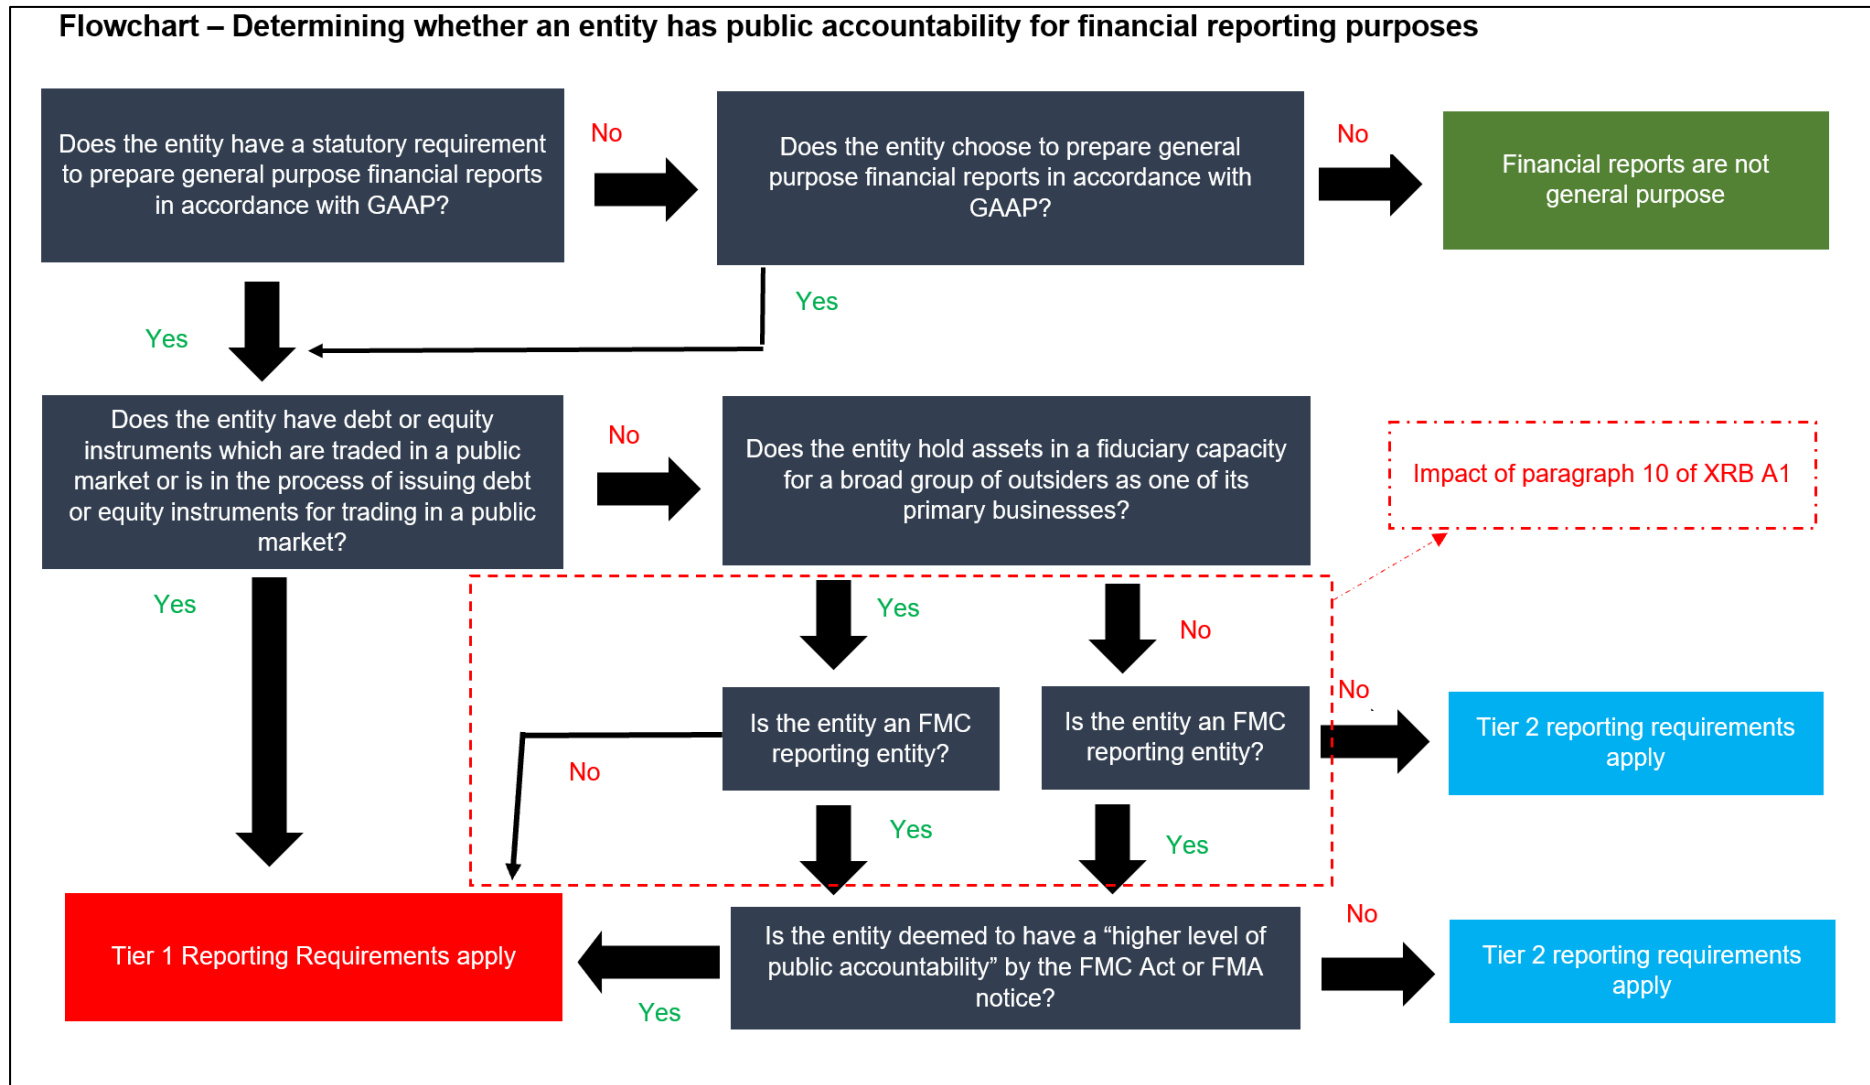 Flowchart – Determining whether an entity has public accountability for financial reporting purposes
Does the entity have a statutory requirement
to prepare general purpose financial reports
in accordance with GAAP?
No
Does the entity choose to prepare general
purpose financial reports in accordance with
GAAP?
No
Financial reports are not
general purpose
Yes
Yes
Does the entity have debt or equity
instruments which are traded in a public
market or is in the process of issuing debt
or equity instruments for trading in a public
market?
No
Does the entity hold assets in a fiduciary capacity
for a broad group of outsiders as one of its
primary businesses?
Impact of paragraph 10 of XRB A1
Yes
Yes
No
Is the entity an FMC
reporting entity?
No
Is the entity an FMC
reporting entity?
No
Tier 2 reporting requirements
apply
Yes
Yes
Tier 1 Reporting Requirements apply
Yes
Is the entity deemed to have a “higher level of
public accountability” by the FMC Act or FMA
notice?
No
Tier 2 reporting requirements
apply